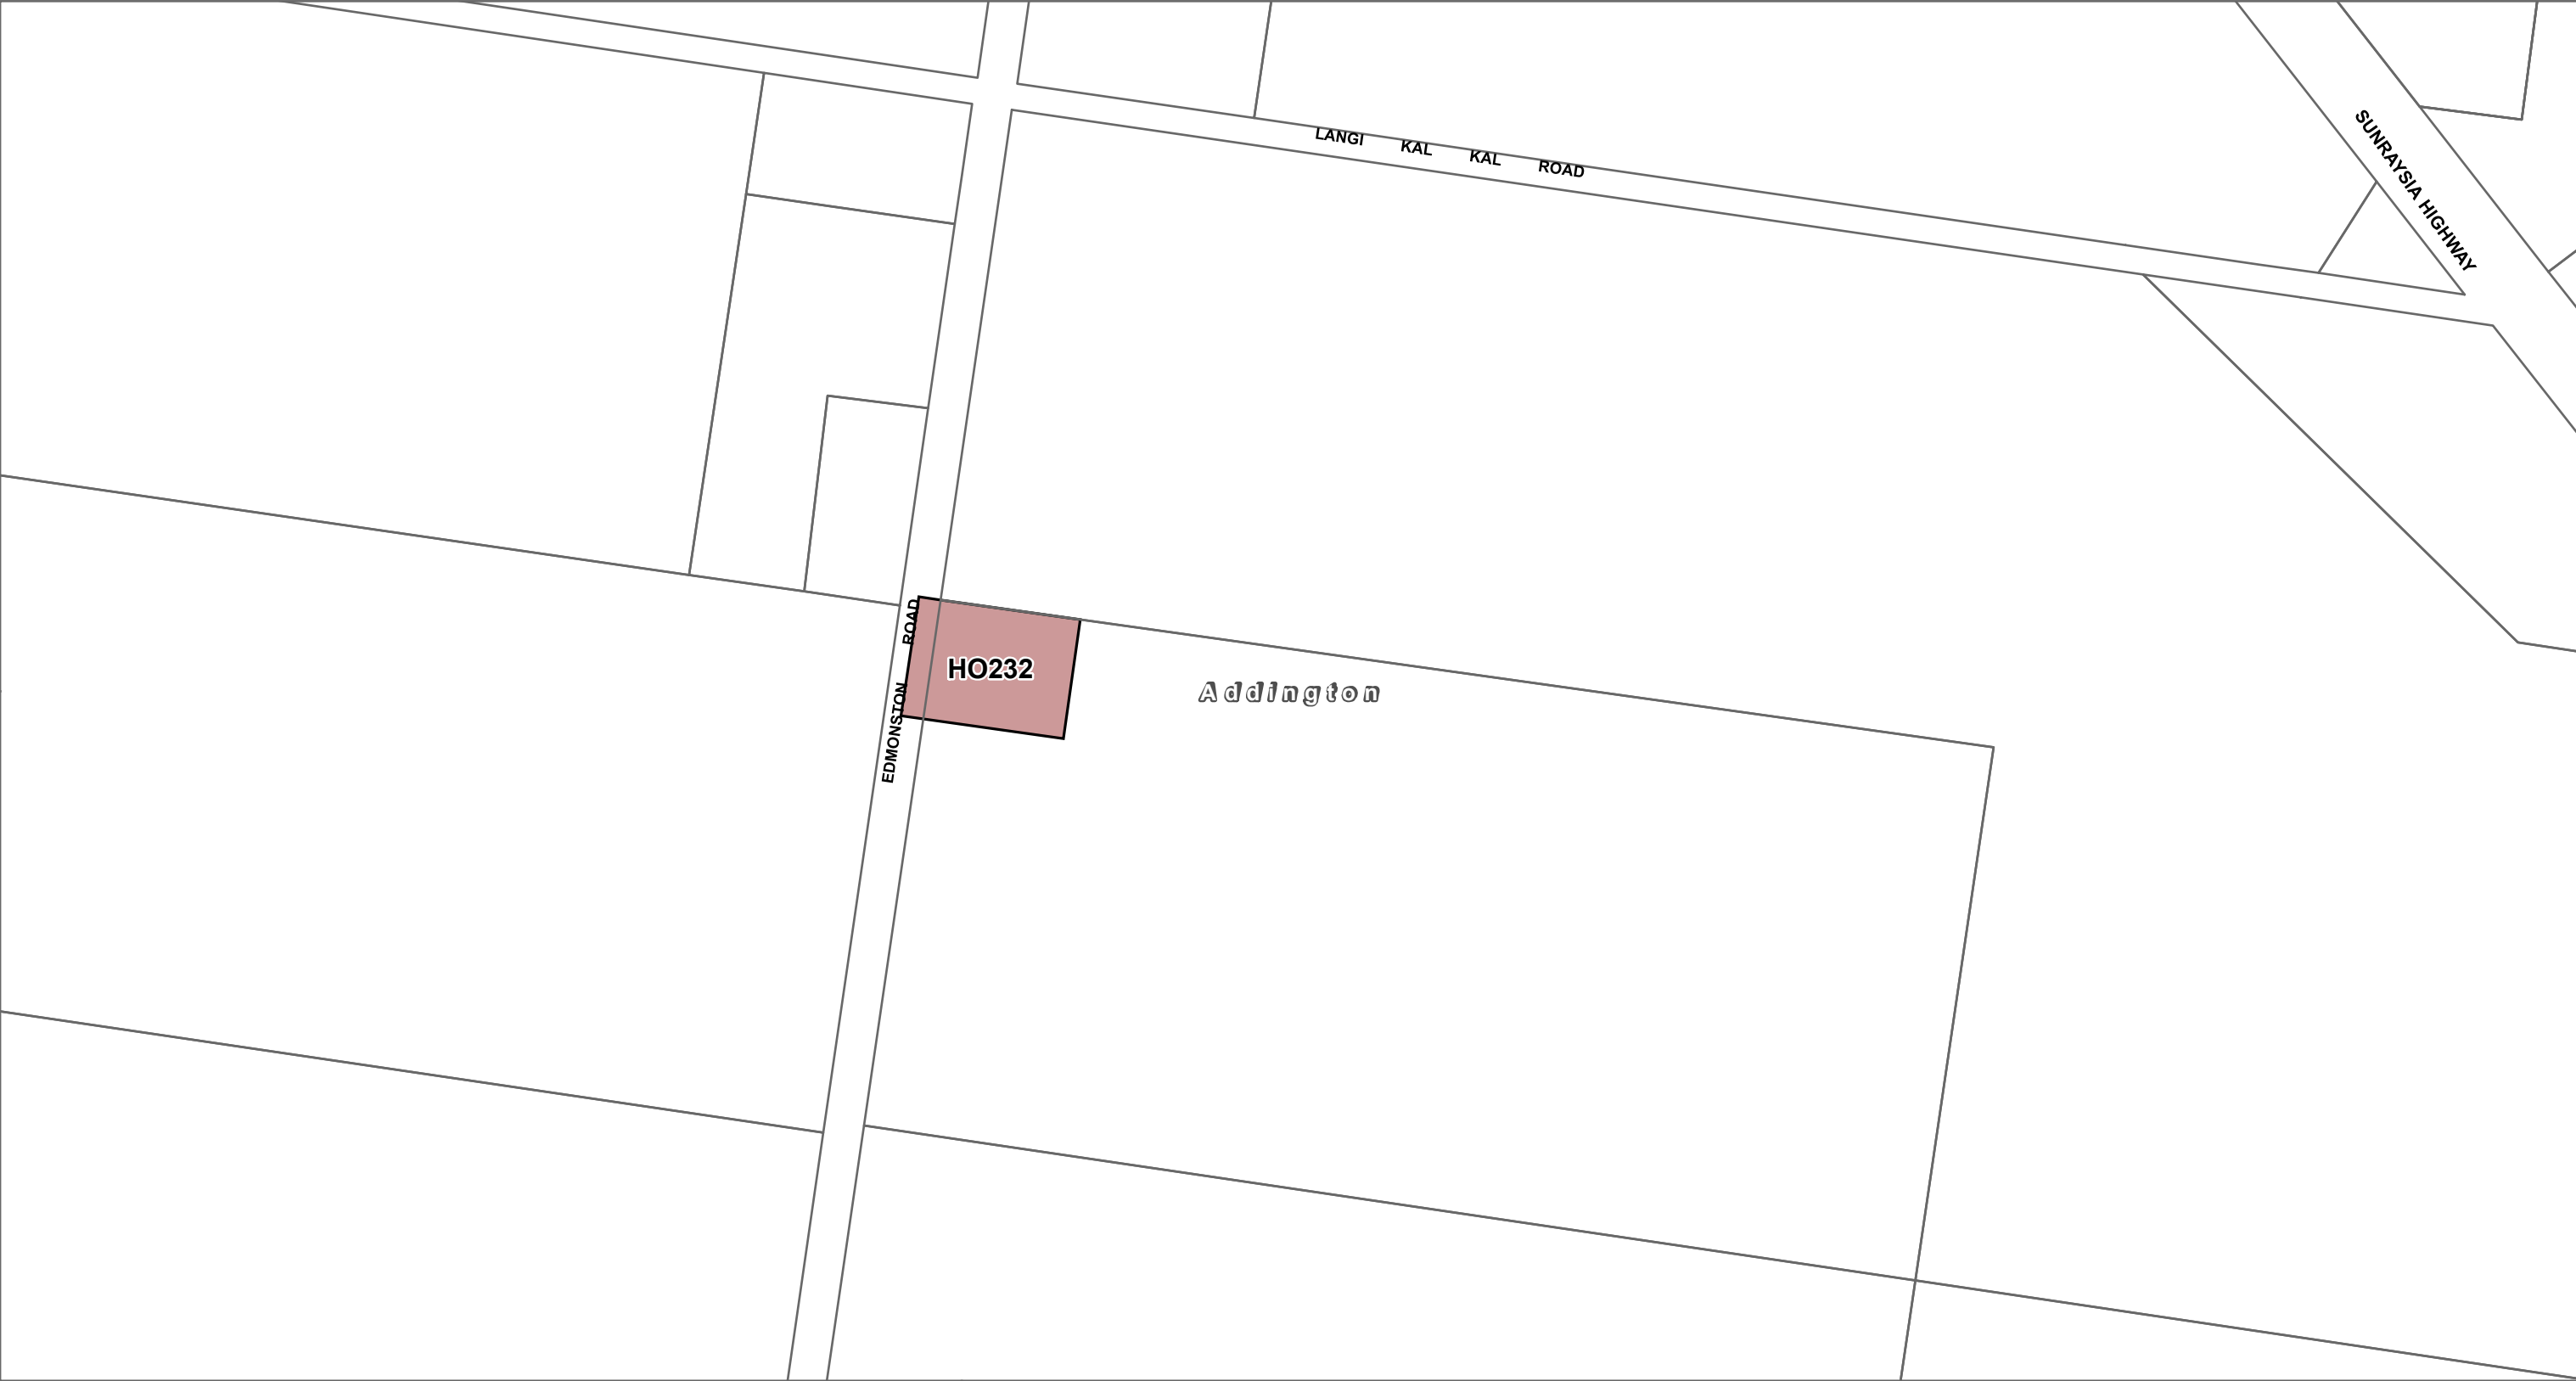 LANGI KAL KAL ROAD
SUNRAYSIA HIGHWAY
EDMONSTON ROAD
HO232
Addington